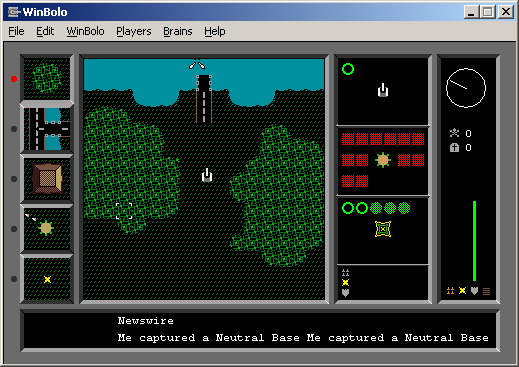 WinBolo
File Edit WinBolo Players Brains Help
0
0
Newswire
Me captured a Neutral Base Me captured a Neutral Base